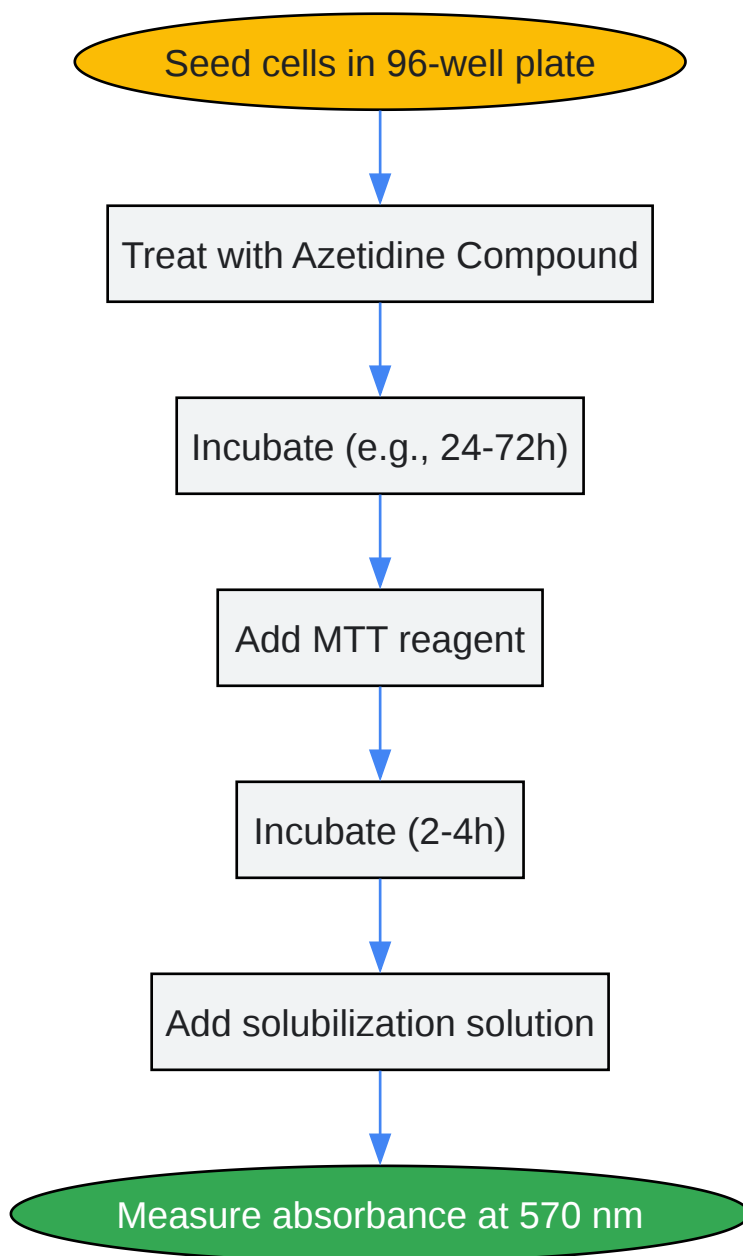 Seed cells in 96-well plate
Treat with Azetidine Compound
Incubate (e.g., 24-72h)
Add MTT reagent
Incubate (2-4h)
Add solubilization solution
Measure absorbance at 570 nm